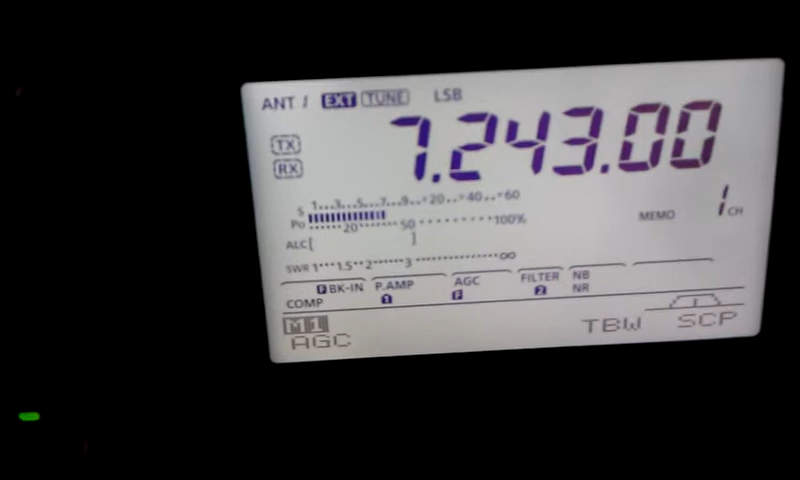 ANT 1 EXT TUNE LSB
7.243.00
TX
RX
S 1...3...5...7...9..+20..+40..+60
Po ......20.......50.........100%
MEMO 1 CH
ALC[ ]
SWR 1···1.5··2······3···············∞
F BK-IN P.AMP AGC FILTER NB
COMP 1 F 2 NR
M1
AGC TBW SCP